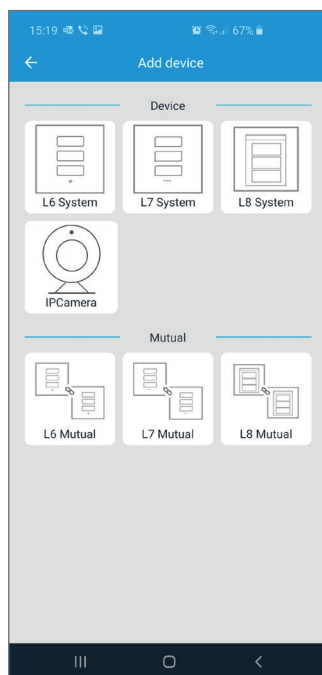 15:19 67%
Add device
Device
L6 System L7 System L8 System
IPCamera
Mutual
L6 Mutual L7 Mutual L8 Mutual